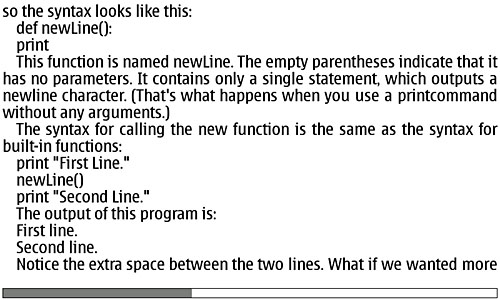 so the syntax looks like this:
def newLine():
print
This function is named newLine. The empty parentheses indicate that it
has no parameters. It contains only a single statement, which outputs a
newline character. (That's what happens when you use a printcommand
without any arguments.)
The syntax for calling the new function is the same as the syntax for
built-in functions:
print "First Line."
newLine()
print "Second Line."
The output of this program is:
First line.
Second line.
Notice the extra space between the two lines. What if we wanted more